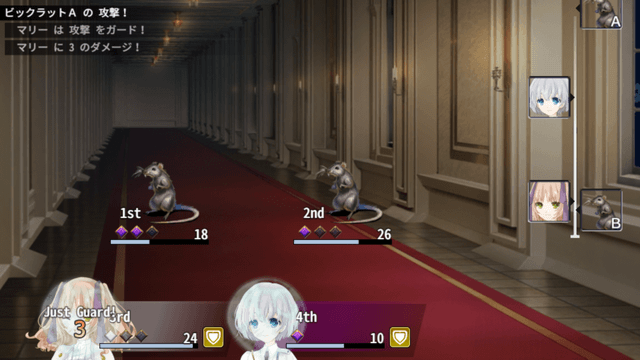 ビックラットA の 攻撃！
マリー は 攻撃 をガード！
マリー に 3 のダメージ！
A
B
1st
18
2nd
26
Just Guard!
3
3rd
24
4th
10